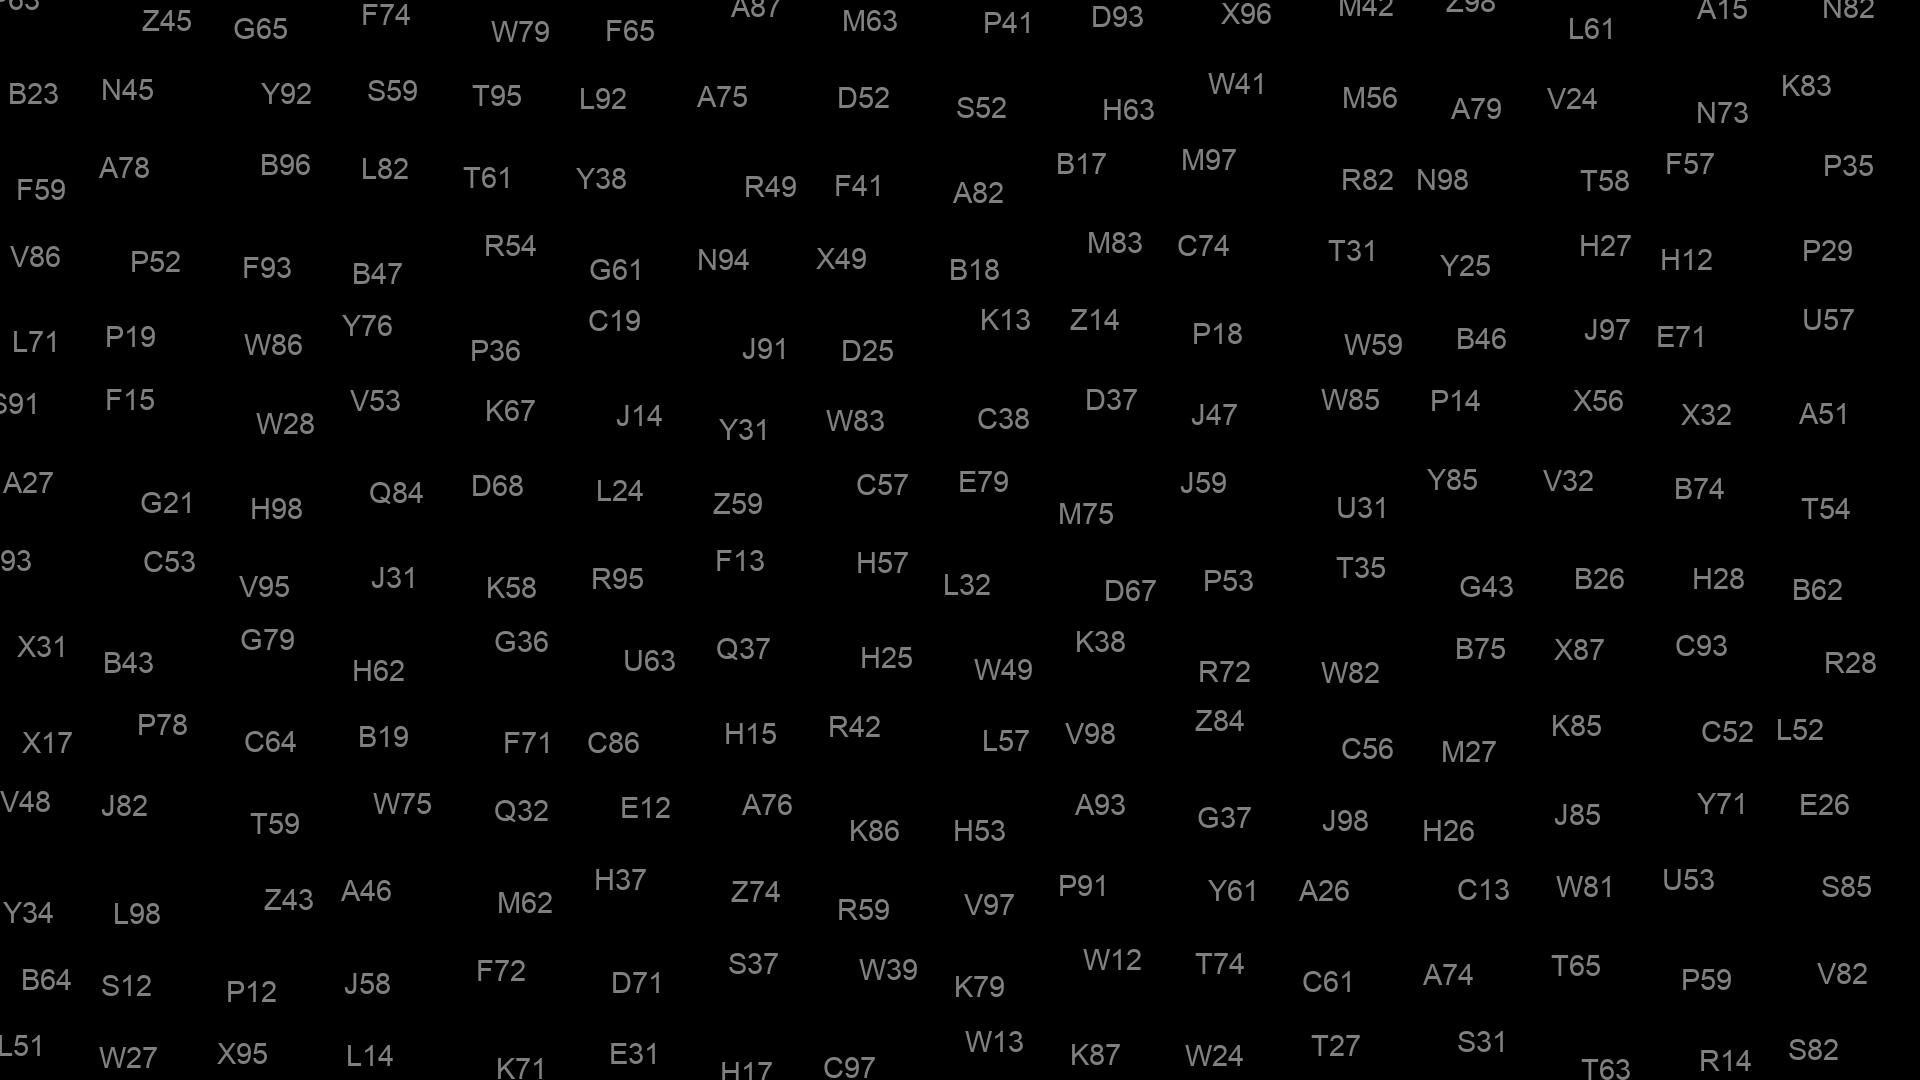 Z45 G65 F74 W79 F65 A87 M63 P41 D93 X96 M42 Z98 L61 A15 N82
B23 N45 Y92 S59 T95 L92 A75 D52 S52 H63 W41 M56 A79 V24 N73 K83
F59 A78 B96 L82 T61 Y38 R49 F41 A82 B17 M97 R82 N98 T58 F57 P35
V86 P52 F93 B47 R54 G61 N94 X49 B18 M83 C74 T31 Y25 H27 H12 P29
L71 P19 W86 Y76 P36 C19 J91 D25 K13 Z14 P18 W59 B46 J97 E71 U57
S91 F15 W28 V53 K67 J14 Y31 W83 C38 D37 J47 W85 P14 X56 X32 A51
A27 G21 H98 Q84 D68 L24 Z59 C57 E79 M75 J59 U31 Y85 V32 B74 T54
93 C53 V95 J31 K58 R95 F13 H57 L32 D67 P53 T35 G43 B26 H28 B62
X31 B43 G79 H62 G36 U63 Q37 H25 W49 K38 R72 W82 B75 X87 C93 R28
X17 P78 C64 B19 F71 C86 H15 R42 L57 V98 Z84 C56 M27 K85 C52 L52
V48 J82 T59 W75 Q32 E12 A76 K86 H53 A93 G37 J98 H26 J85 Y71 E26
Y34 L98 Z43 A46 M62 H37 Z74 R59 V97 P91 Y61 A26 C13 W81 U53 S85
B64 S12 P12 J58 F72 D71 S37 W39 K79 W12 T74 C61 A74 T65 P59 V82
L51 W27 X95 L14 K71 E31 H17 C97 W13 K87 W24 T27 S31 T63 R14 S82